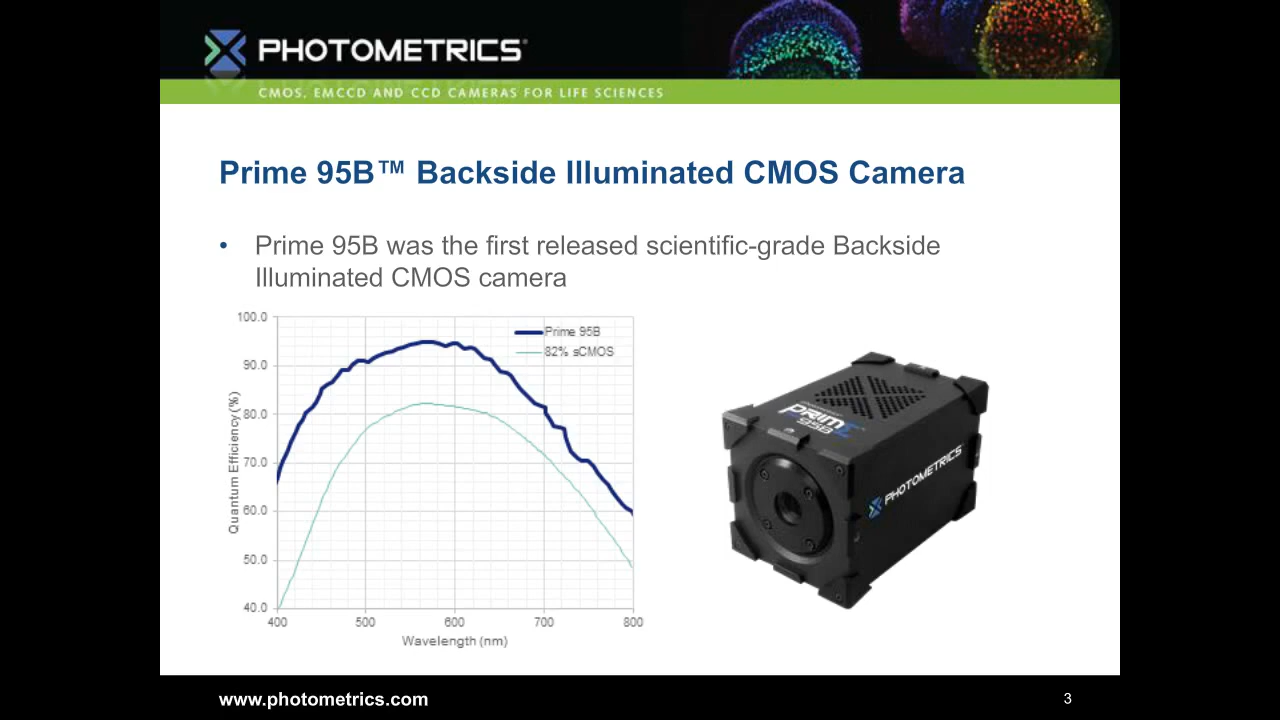 PHOTOMETRICS®
CMOS, EMCCD AND CCD CAMERAS FOR LIFE SCIENCES
Prime 95B™ Backside Illuminated CMOS Camera
• Prime 95B was the first released scientific-grade Backside
Illuminated CMOS camera
100.0
90.0
80.0
70.0
60.0
50.0
40.0
Quantum Efficiency (%)
Prime 95B
82% sCMOS
400 500 600 700 800
Wavelength (nm)
PRIME
95B
PHOTOMETRICS
www.photometrics.com
3